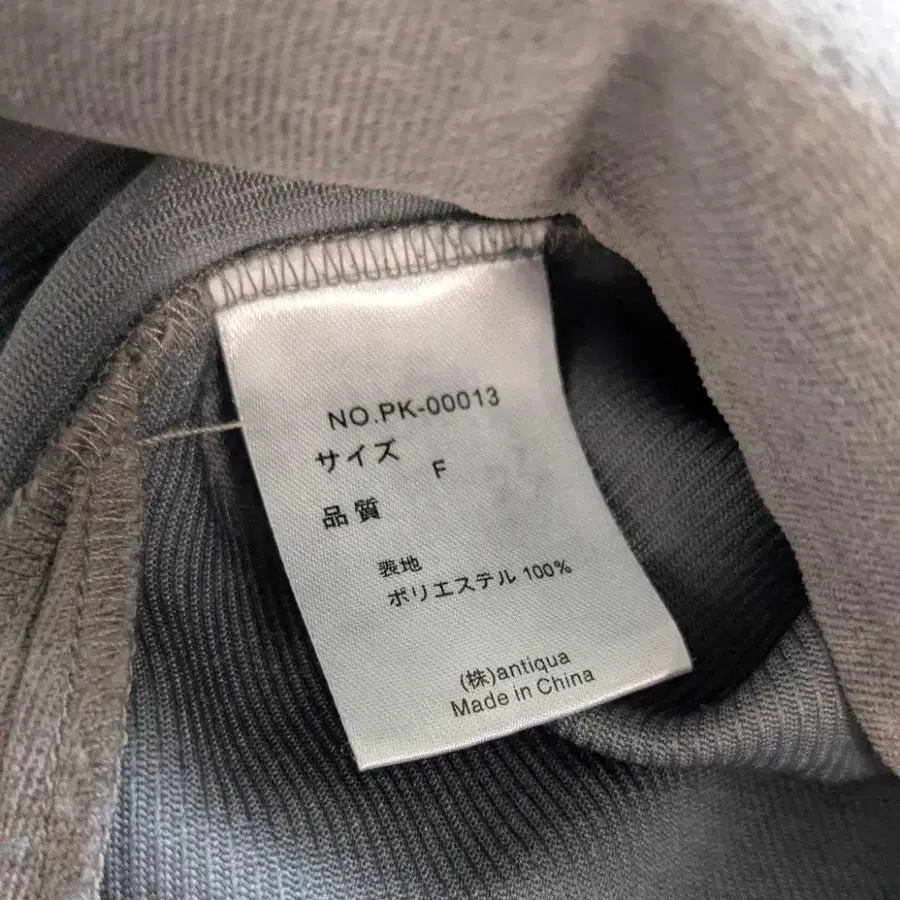 NO.PK-00013
サイズ
F
品質
表地
ポリエステル 100%
(株)antiqua
Made in China